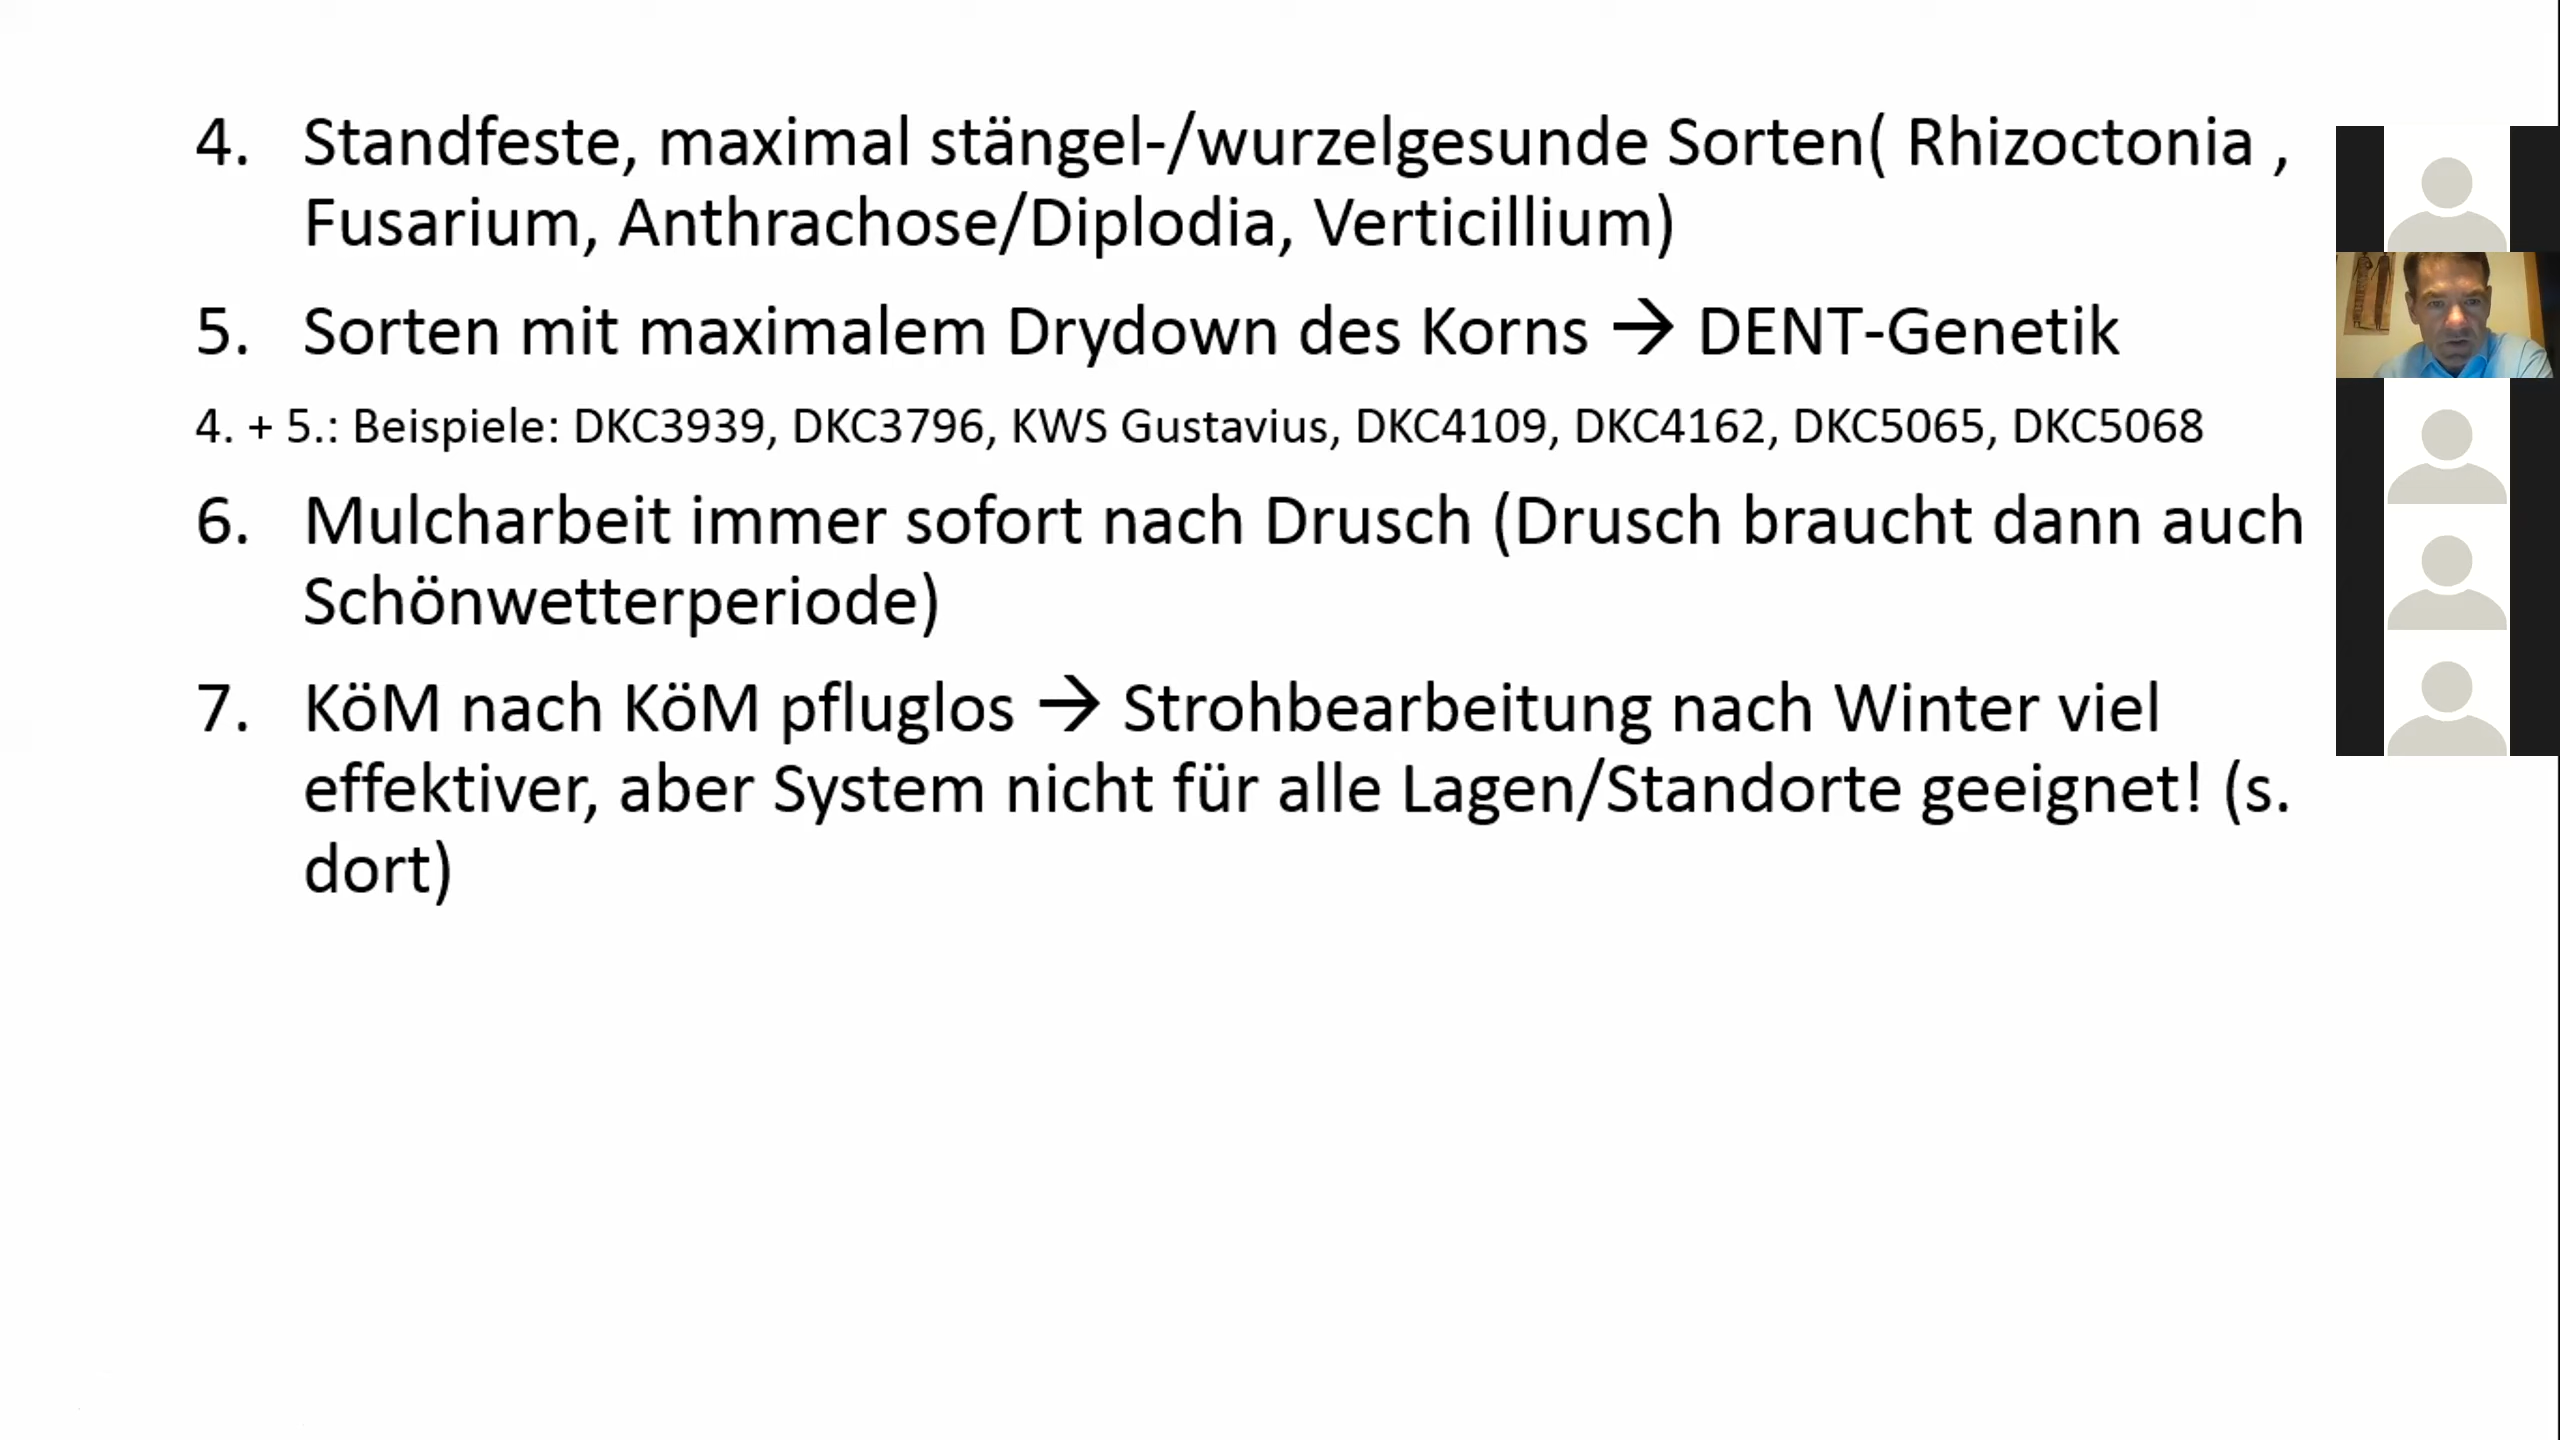 4. Standfeste, maximal stängel-/wurzelgesunde Sorten( Rhizoctonia ,
Fusarium, Anthrachose/Diplodia, Verticillium)
5. Sorten mit maximalem Drydown des Korns → DENT-Genetik
4. + 5.: Beispiele: DKC3939, DKC3796, KWS Gustavius, DKC4109, DKC4162, DKC5065, DKC5068
6. Mulcharbeit immer sofort nach Drusch (Drusch braucht dann auch
Schönwetterperiode)
7. KöM nach KöM pfluglos → Strohbearbeitung nach Winter viel
effektiver, aber System nicht für alle Lagen/Standorte geeignet! (s.
dort)